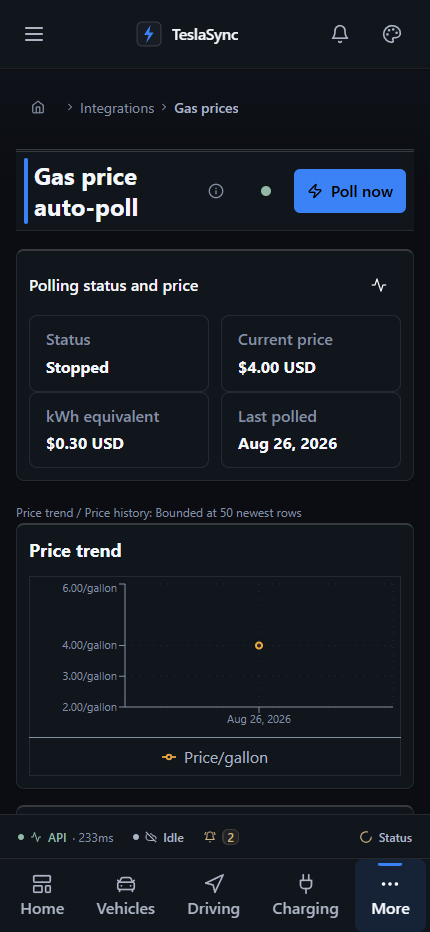 TeslaSync
Integrations
Gas prices
Gas price
auto-poll
Poll now
Polling status and price
Status
Stopped
Current price
$4.00 USD
kWh equivalent
$0.30 USD
Last polled
Aug 26, 2026
Price trend / Price history: Bounded at 50 newest rows
Price trend
6.00/gallon
4.00/gallon
3.00/gallon
2.00/gallon
Aug 26, 2026
Price/gallon
API · 233ms
Idle
2
Status
Home
Vehicles
Driving
Charging
More